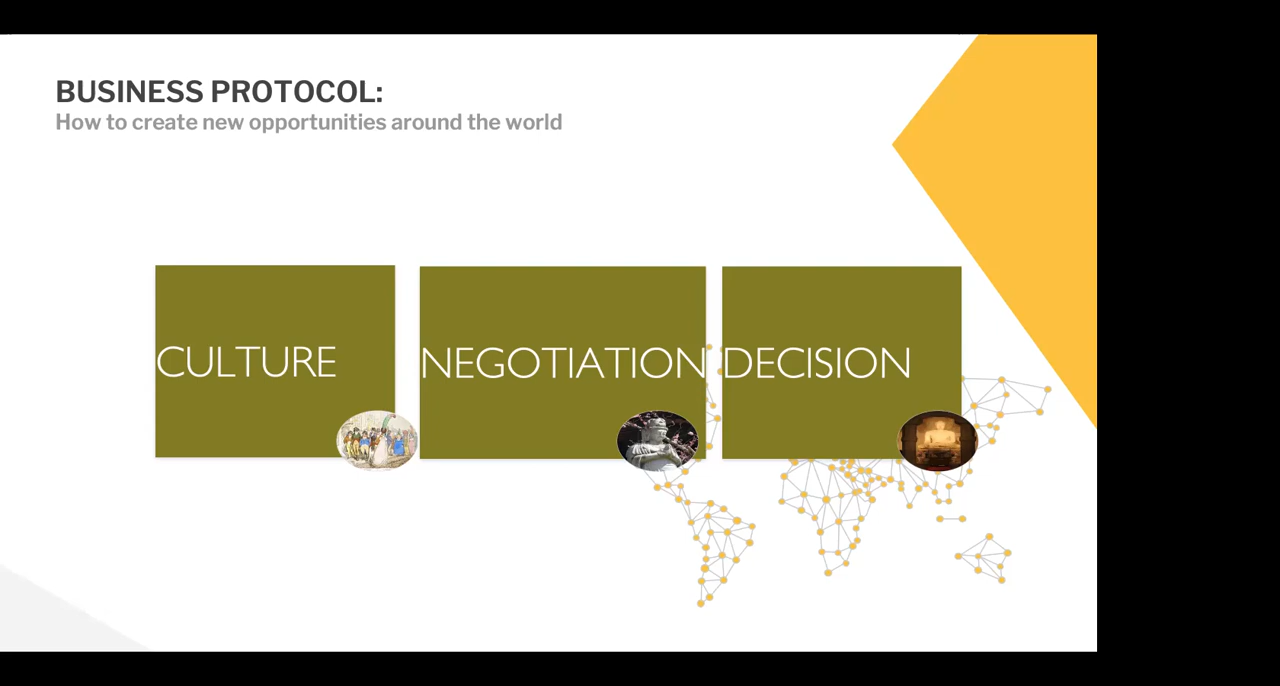 BUSINESS PROTOCOL:
How to create new opportunities around the world
CULTURE
NEGOTIATION
DECISION